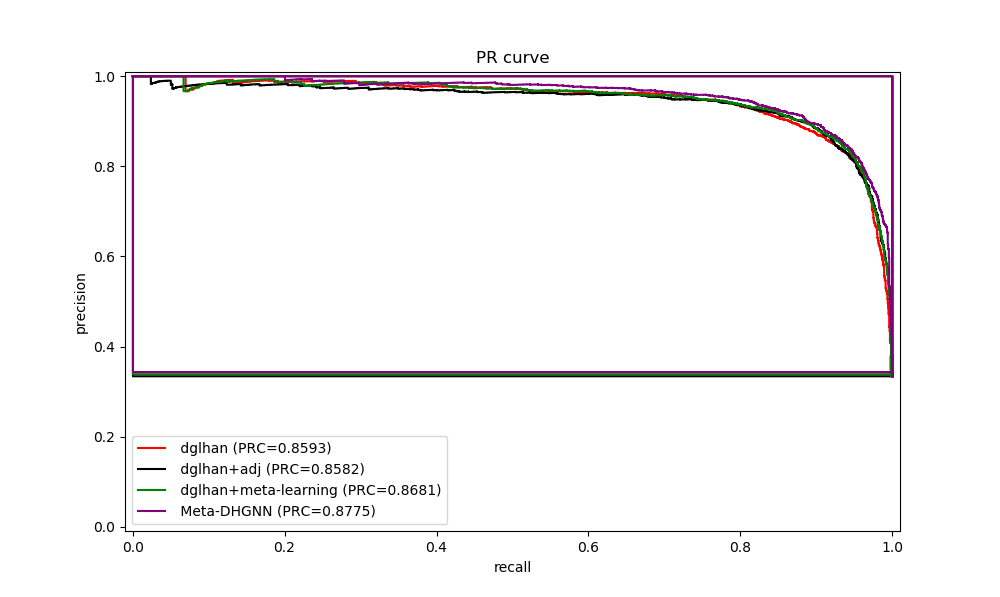 PR curve
precision
1.0
0.8
0.6
0.4
0.2
0.0
dglhan (PRC=0.8593)
dglhan+adj (PRC=0.8582)
dglhan+meta-learning (PRC=0.8681)
Meta-DHGNN (PRC=0.8775)
0.0 0.2 0.4 0.6 0.8 1.0
recall